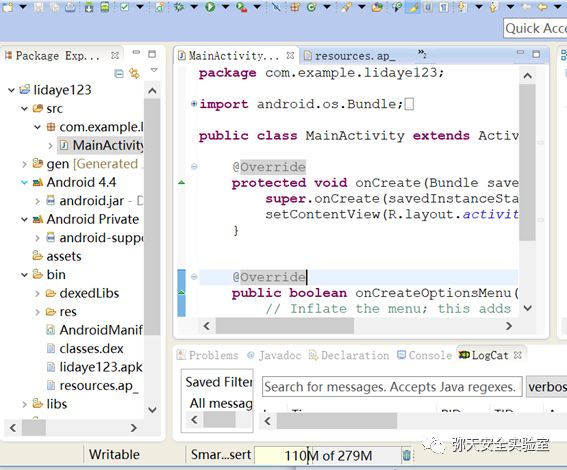 Quick Acce
Package Exp...
MainActivity...
resources.ap_
2
lidaye123
src
com.example.l
MainActivity
gen [Generated
Android 4.4
android.jar - D
Android Private
android-suppo
assets
bin
dexedLibs
res
AndroidManif
classes.dex
lidaye123.apk
resources.ap_
libs
package com.example.lidaye123;
import android.os.Bundle;
public class MainActivity extends Activ
@Override
protected void onCreate(Bundle save
super.onCreate(savedInstanceSta
setContentView(R.layout.activit
}
@Override
public boolean onCreateOptionsMenu(
// Inflate the menu; this adds
Problems @ Javadoc Declaration Console LogCat
Saved Filter
All messag
Search for messages. Accepts Java regexes.
verbos
Writable
Smar...sert
110M of 279M
弥天安全实验室